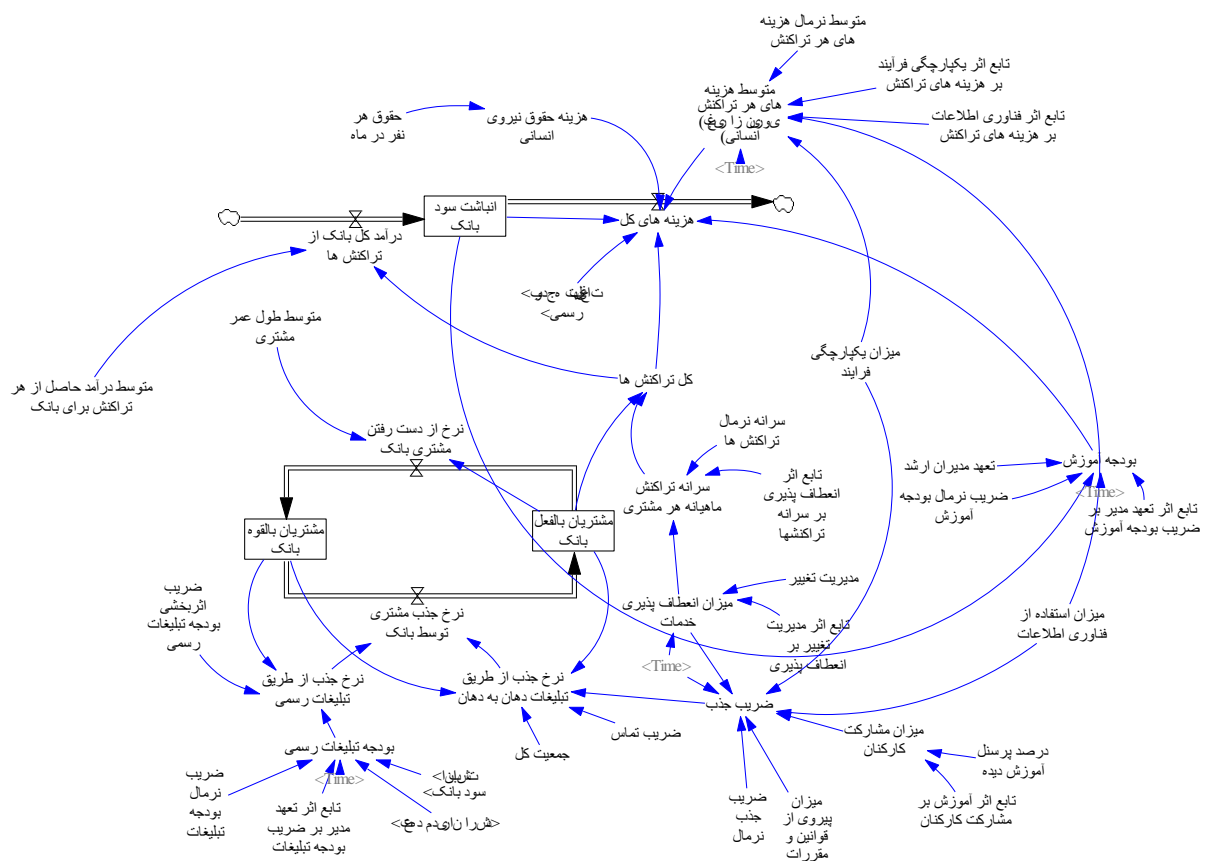 متوسط نرمال هزینه
های هر تراکنش
تابع اثر یکپارچگی فرآیند
بر هزینه های تراکنش
متوسط هزینه
های هر تراکنش
انسانی)
تابع اثر فناوری اطلاعات
بر هزینه های تراکنش
<Time>
حقوق هر
نفر در ماه
هزینه حقوق نیروی
انسانی
انباشت سود
بانک
هزینه های کل
درآمد کل بانک از
تراکنش ها
رسمی>
متوسط طول عمر
مشتری
میزان یکپارچگی
فرایند
کل تراکنش ها
متوسط درآمد حاصل از هر
تراکنش برای بانک
نرخ از دست رفتن
مشتری بانک
سرانه نرمال
تراکنش ها
سرانه تراکنش
ماهیانه هر مشتری
تابع اثر
انعطاف پذیری
بر سرانه
تراکنشها
بودجه آموزش
تعهد مدیران ارشد
<Time>
ضریب نرمال بودجه
آموزش
تابع اثر تعهد مدیر بر
ضریب بودجه آموزش
مشتریان بالقوه
بانک
مشتریان بالفعل
بانک
نرخ جذب مشتری
توسط بانک
ضریب
اثربخشی
بودجه تبلیغات
رسمی
مدیریت تغییر
میزان انعطاف پذیری
خدمات
تابع اثر مدیریت
تغییر بر
انعطاف پذیری
<Time>
میزان استفاده از
فناوری اطلاعات
نرخ جذب از طریق
تبلیغات رسمی
نرخ جذب از طریق
تبلیغات دهان به دهان
ضریب جذب
ضریب تماس
جمعیت کل
میزان مشارکت
کارکنان
درصد پرسنل
آموزش دیده
تابع اثر آموزش بر
مشارکت کارکنان
بودجه تبلیغات رسمی
<Time>
سود بانک>
ضریب
نرمال
بودجه
تبلیغات
تابع اثر تعهد
مدیر بر ضریب
بودجه تبلیغات
ضریب
جذب
نرمال
میزان
پیروی از
قوانین و
مقررات